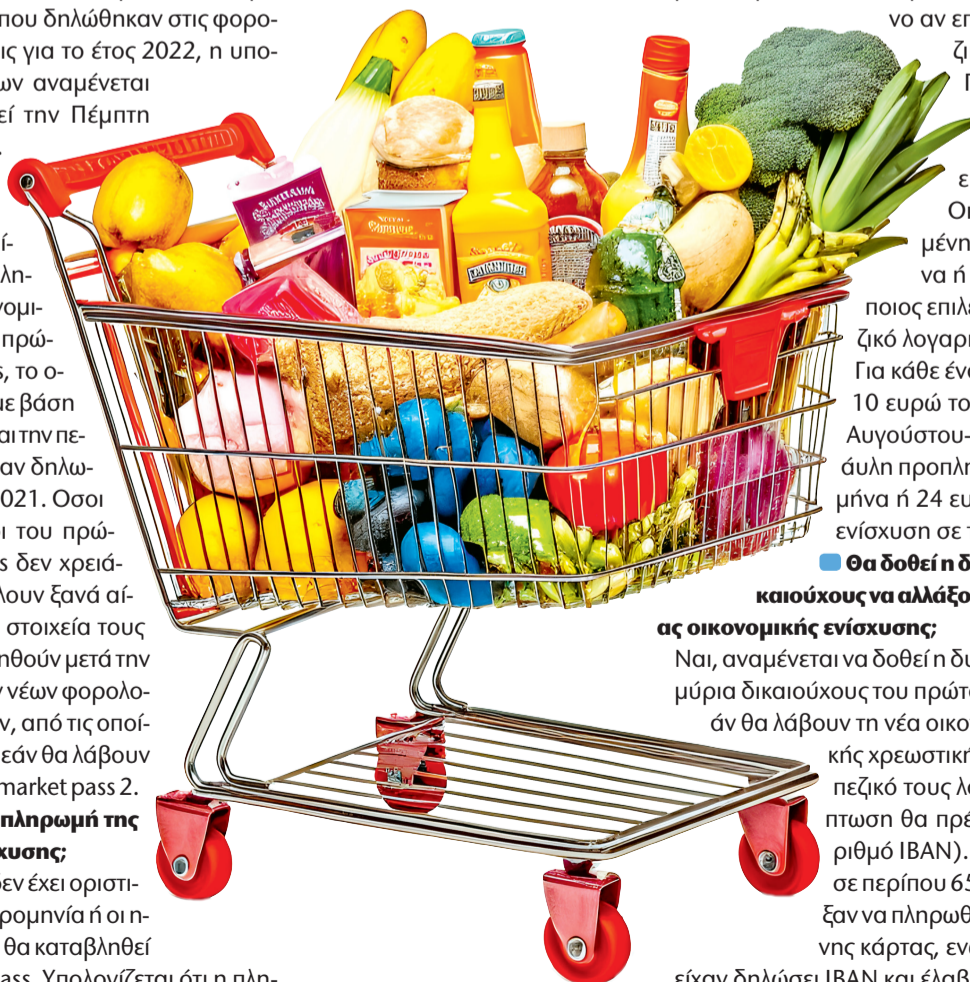 που δηλώθηκαν στις φορο-
ις για το έτος 2022, η υπο-
ων αναμένεται
εί την Πέμπτη
ί-
λη-
νομι-
πρώ-
ς, το ο-
με βάση
αι την πε-
αν δηλω-
021. Οσοι
οι του πρώ-
ς δεν χρειά-
λουν ξανά αί-
στοιχεία τους
ηθούν μετά την
ν νέων φορολο-
ν, από τις οποί-
εάν θα λάβουν
market pass 2.
πληρωμή της
χυσης;
δεν έχει οριστι-
ρομηνία ή οι η-
θα καταβληθεί
ass. Υπολογίζεται ότι η πλη-
νο αν επ
ζη
Π
ε
Οπ
μένη
να ή
ποιος επιλέ
ζικό λογαρι
Για κάθε ένα
10 ευρώ το
Αυγούστου-
άυλη προπλη
μήνα ή 24 ευ
ενίσχυση σε τ
Θα δοθεί η δ
καιούχους να αλλάξο
ας οικονομικής ενίσχυσης;
Ναι, αναμένεται να δοθεί η δυ
μύρια δικαιούχους του πρώτο
άν θα λάβουν τη νέα οικο
κής χρεωστική
πεζικό τους λο
πτωση θα πρέ
ριθμό IBAN).
σε περίπου 65
ξαν να πληρωθ
νης κάρτας, ενώ
είχαν δηλώσει IBAN και έλαβ